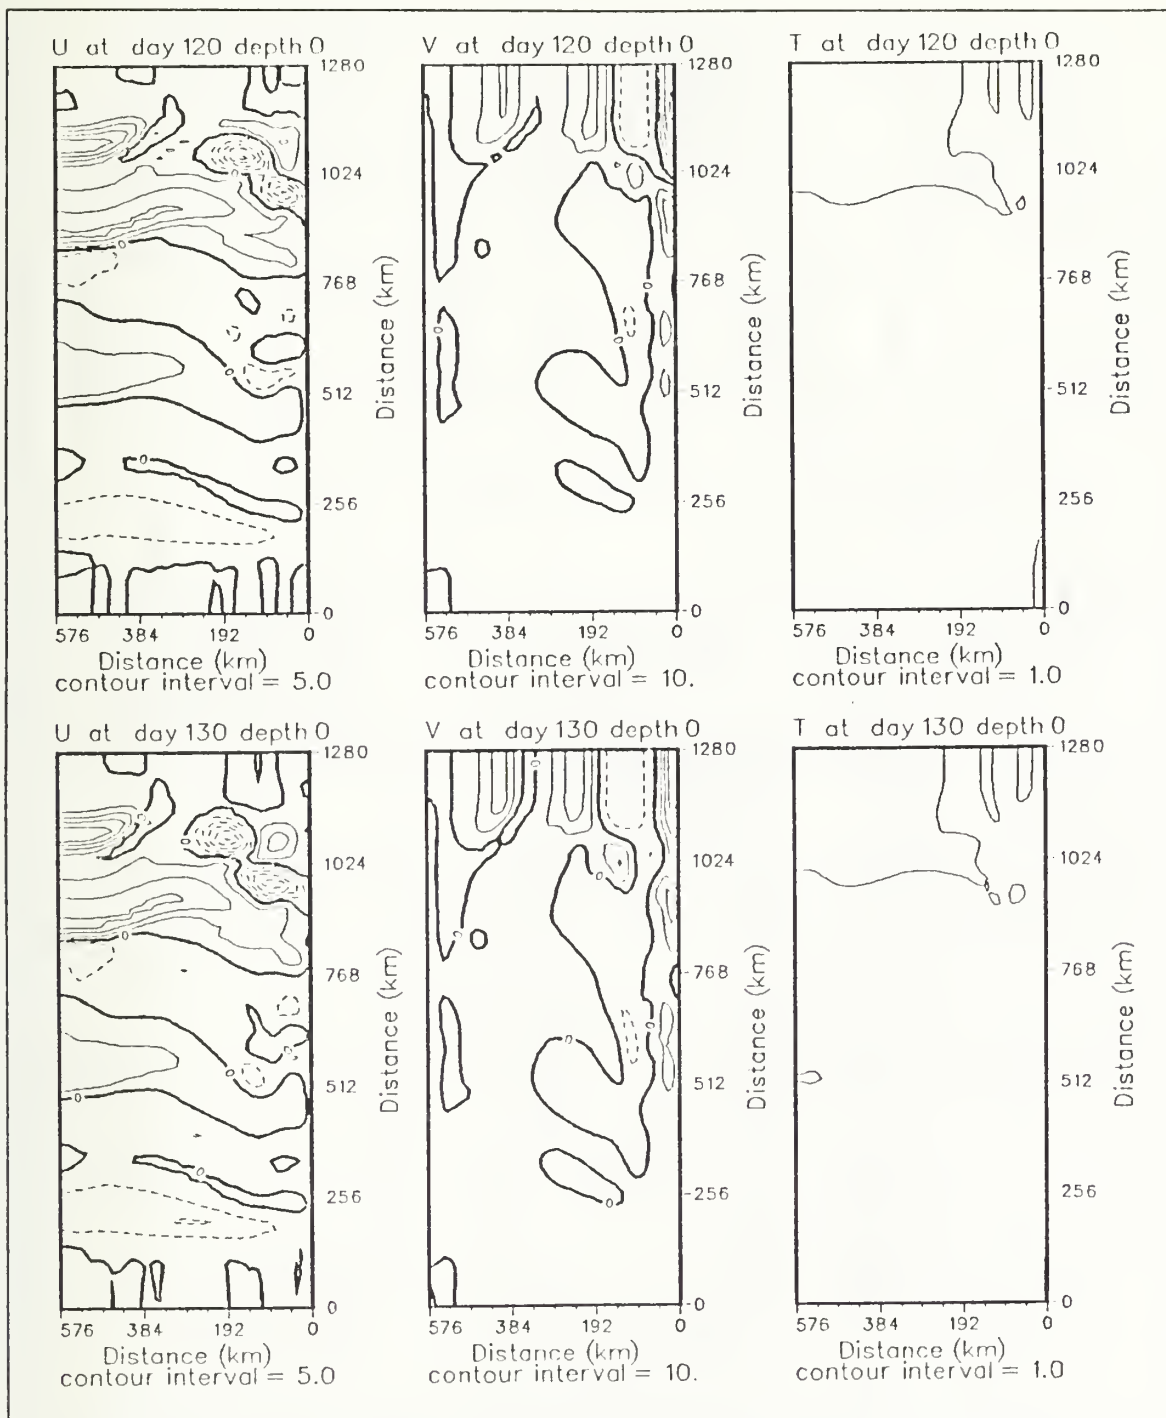 U at day 120 depth 0
1280
1024
768
512
256
0
Distance (km)
576 384 192 0
Distance (km)
contour interval = 5.0
V at day 120 depth 0
1280
1024
768
512
256
0
Distance (km)
576 384 192 0
Distance (km)
contour interval = 10.
T at day 120 depth 0
1280
1024
768
512
256
0
Distance (km)
576 384 192 0
Distance (km)
contour interval = 1.0
U at day 130 depth 0
1280
1024
768
512
256
0
Distance (km)
576 384 192 0
Distance (km)
contour interval = 5.0
V at day 130 depth 0
1280
1024
768
512
256
0
Distance (km)
576 384 192 0
Distance (km)
contour interval = 10.
T at day 130 depth 0
1280
1024
768
512
256
0
Distance (km)
576 384 192 0
Distance (km)
contour interval = 1.0